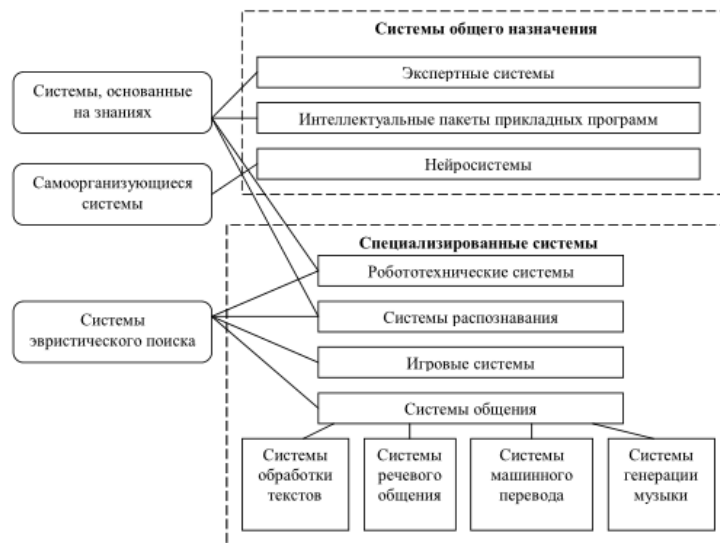 Системы общего назначения
Системы, основанные
на знаниях
Экспертные системы
Интеллектуальные пакеты прикладных программ
Самоорганизующиеся
системы
Нейросистемы
Специализированные системы
Робототехнические системы
Системы
эвристического поиска
Системы распознавания
Игровые системы
Системы общения
Системы
обработки
текстов
Системы
речевого
общения
Системы
машинного
перевода
Системы
генерации
музыки